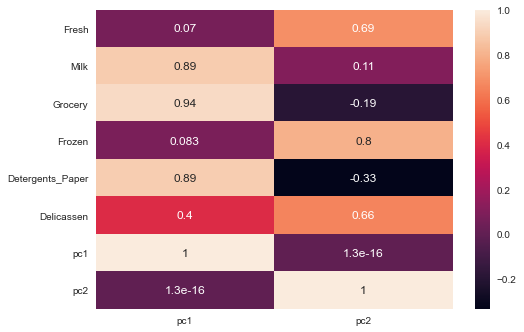 Fresh 0.07 0.69
Milk 0.89 0.11
Grocery 0.94 -0.19
Frozen 0.083 0.8
Detergents_Paper 0.89 -0.33
Delicassen 0.4 0.66
pc1 1 1.3e-16
pc2 1.3e-16 1
pc1 pc2
1.0
0.8
0.6
0.4
0.2
0.0
−0.2